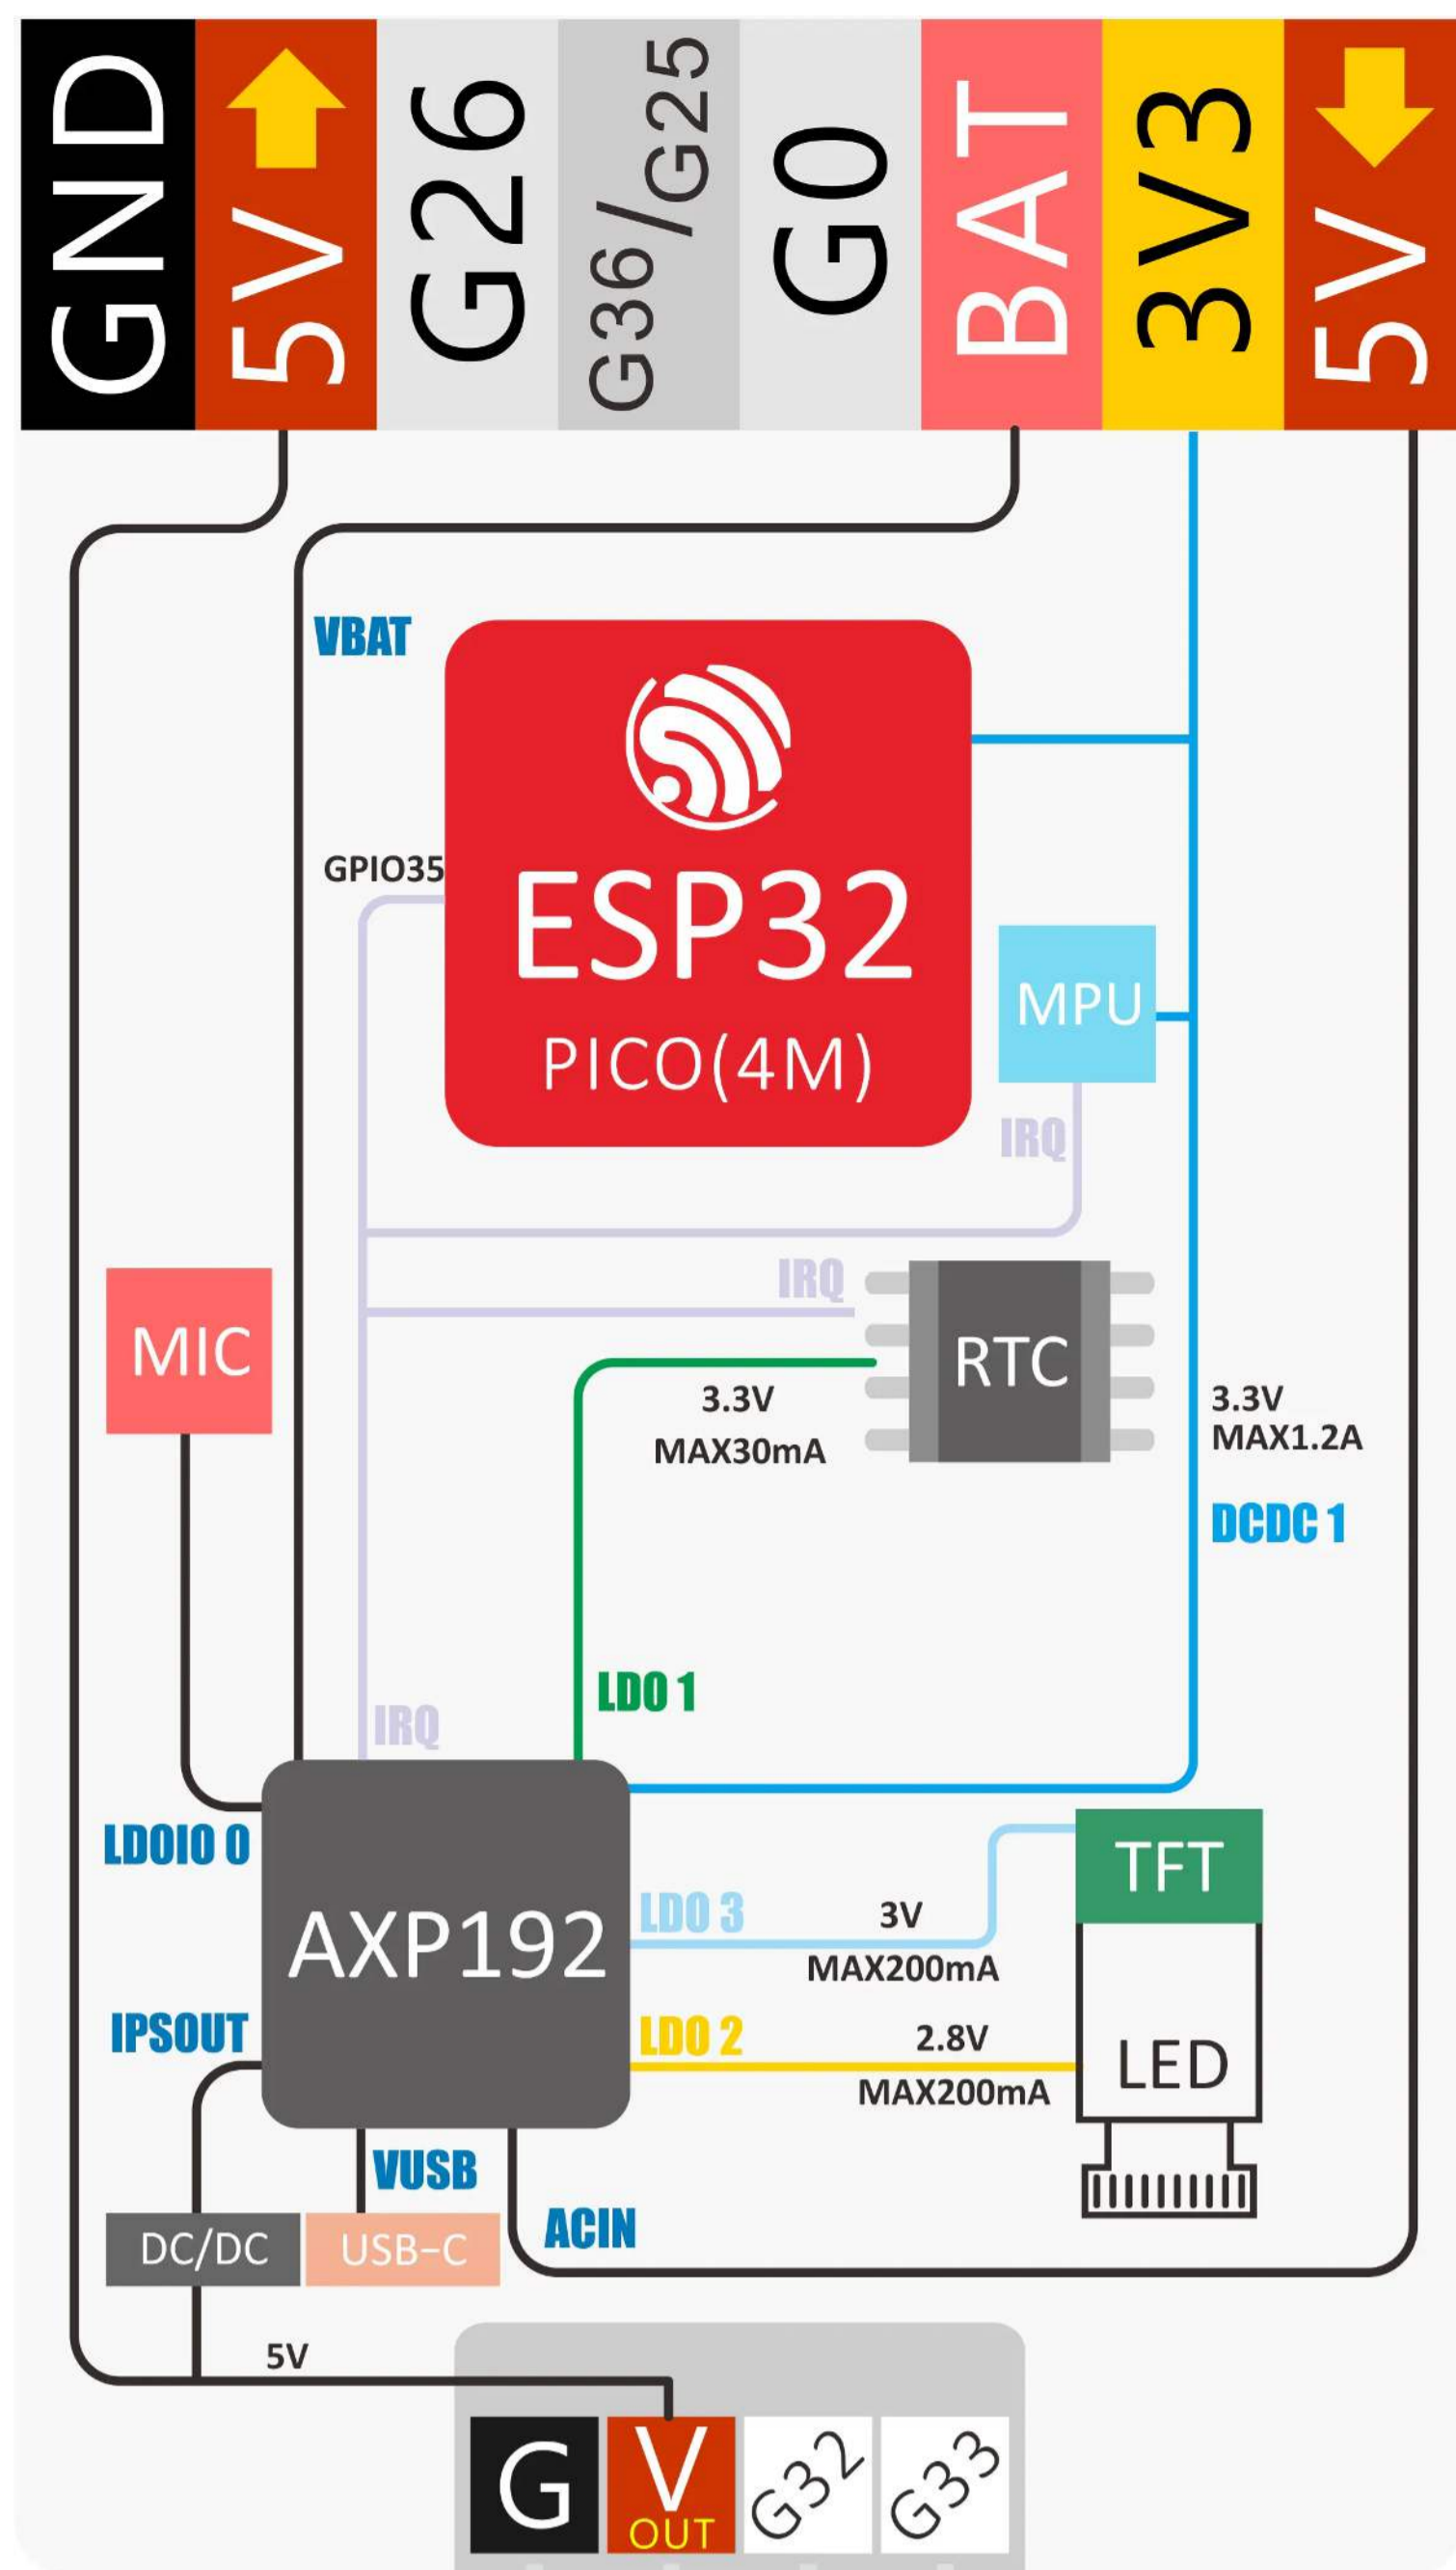 GND
5V
G26
G36/G25
G0
BAT
3V3
5V
VBAT
GPIO35
ESP32
PICO(4M)
MPU
IRQ
IRQ
MIC
RTC
3.3V
MAX30mA
3.3V
MAX1.2A
DCDC 1
LDO 1
IRQ
LDOIO 0
AXP192
TFT
LDO 3
3V
MAX200mA
IPSOUT
LDO 2
2.8V
MAX200mA
LED
VUSB
ACIN
DC/DC
USB-C
5V
G
V
OUT
G32
G33